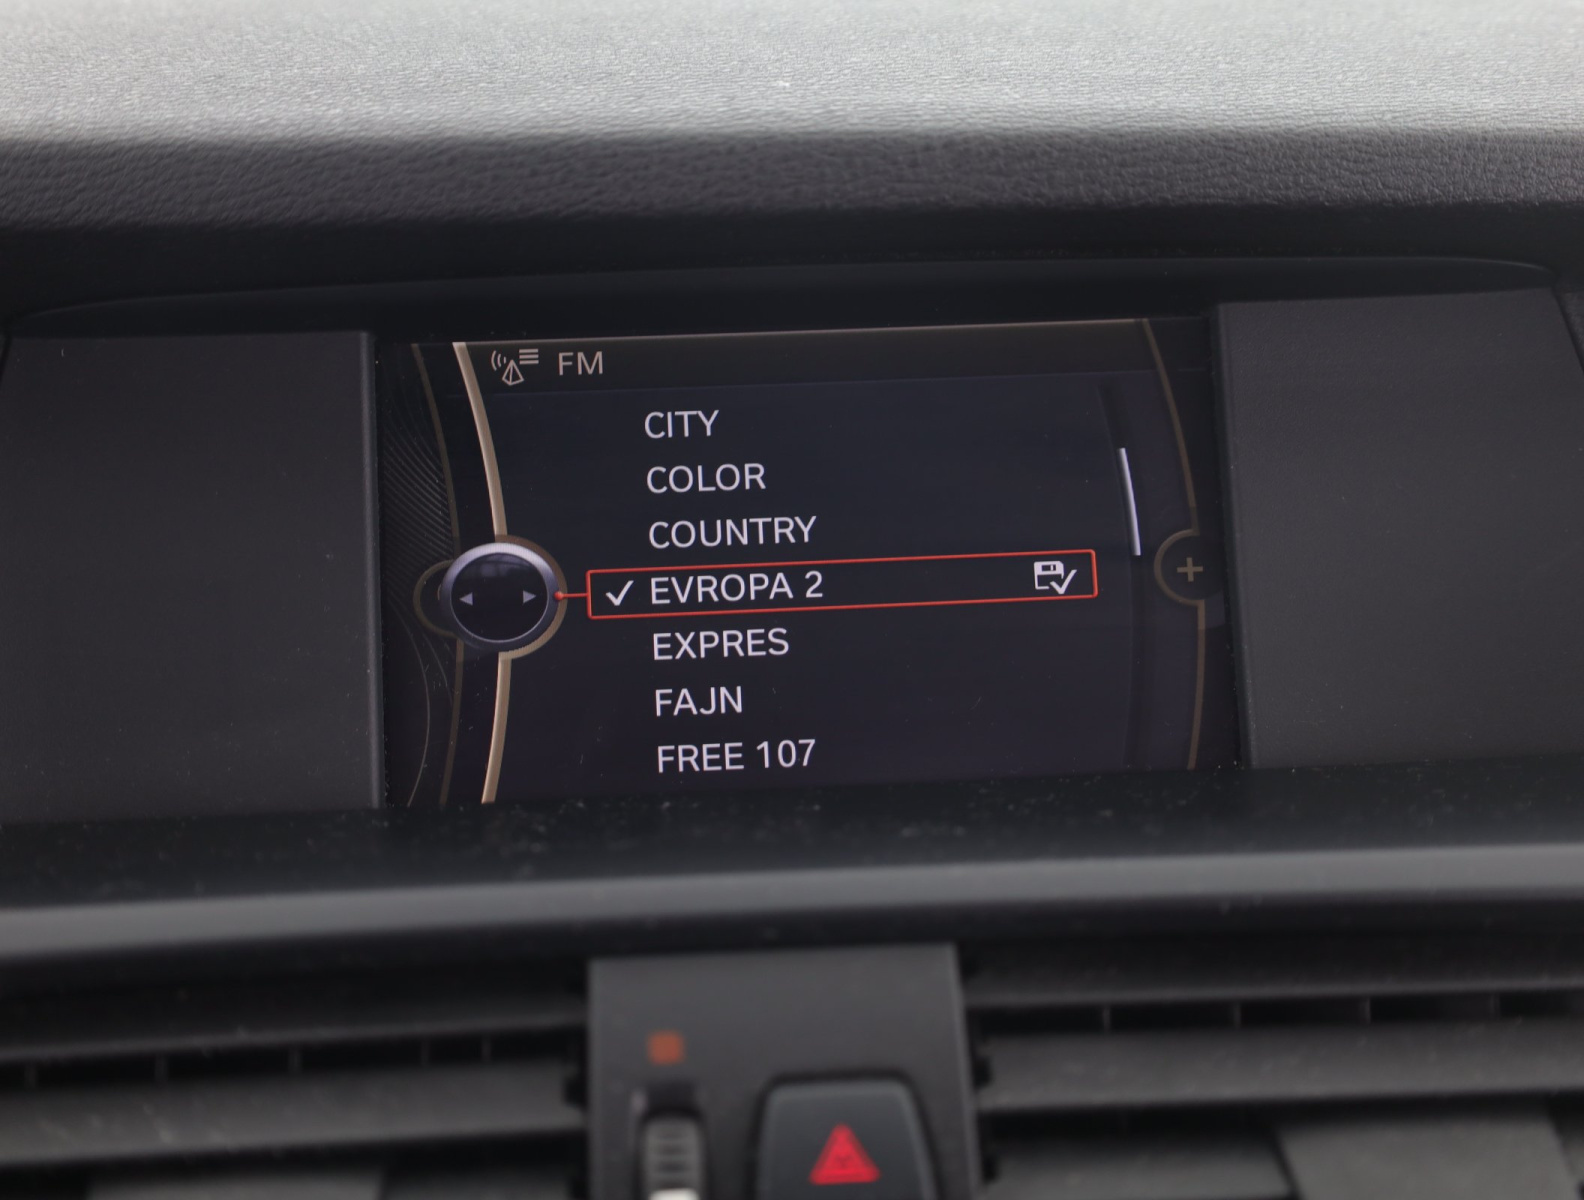 FM
CITY
COLOR
COUNTRY
EVROPA 2
EXPRES
FAJN
FREE 107